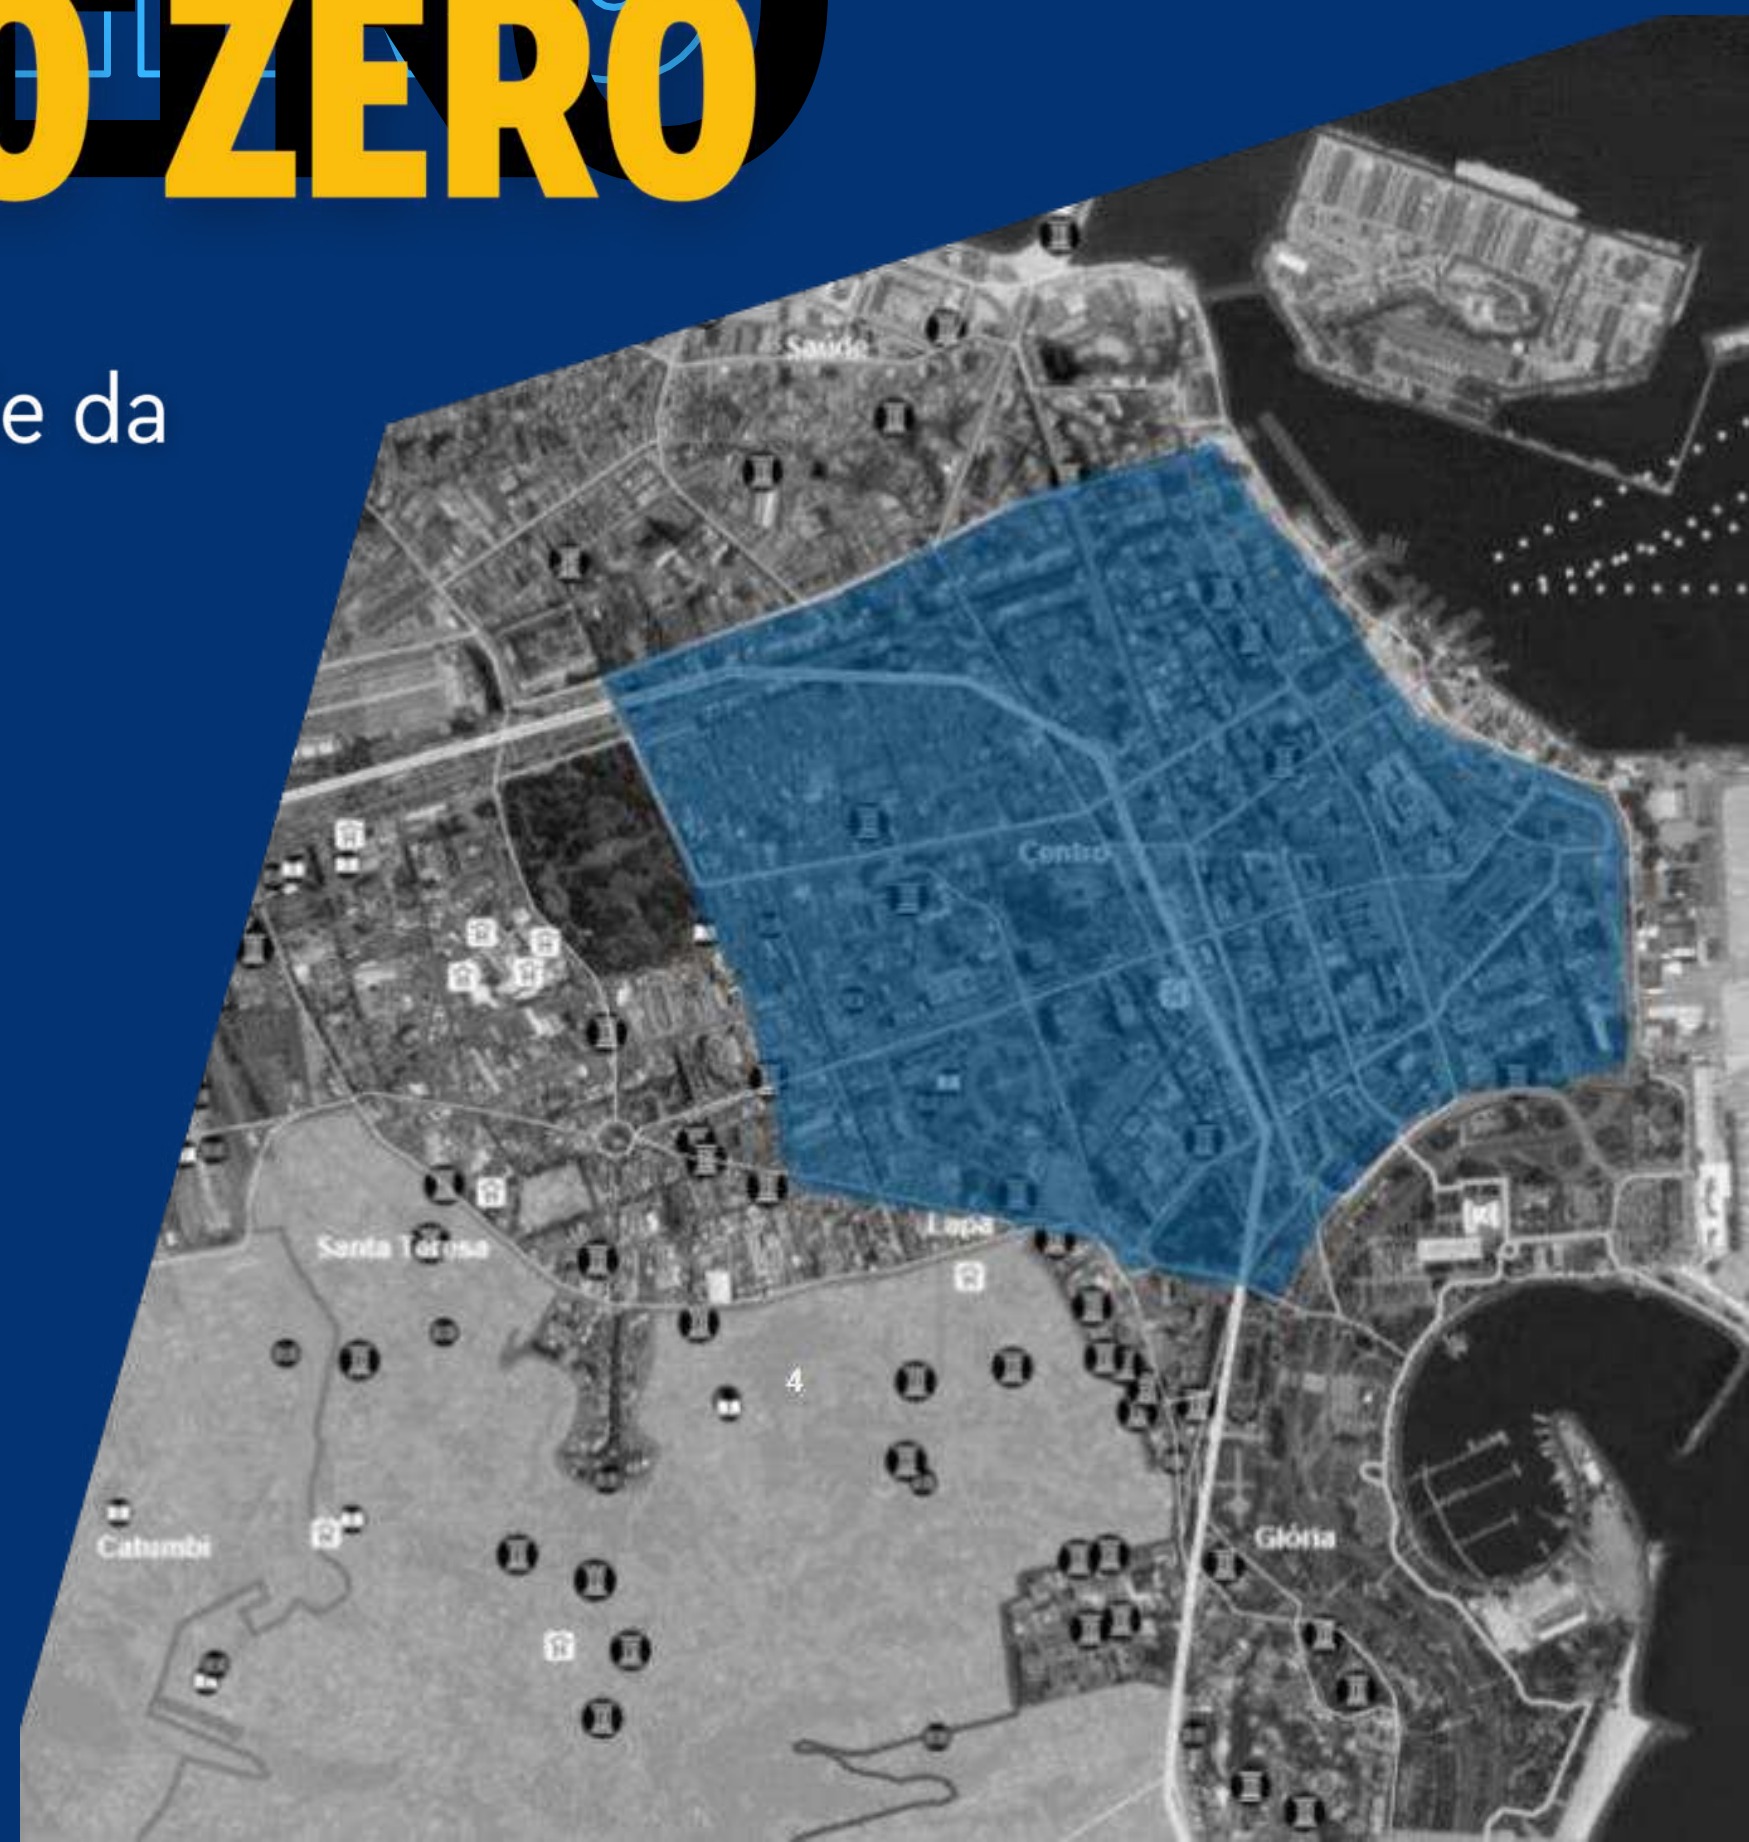 O ZERO
e da
Saúde
Centro
Lapa
Santa Teresa
4
Catumbi
Glória